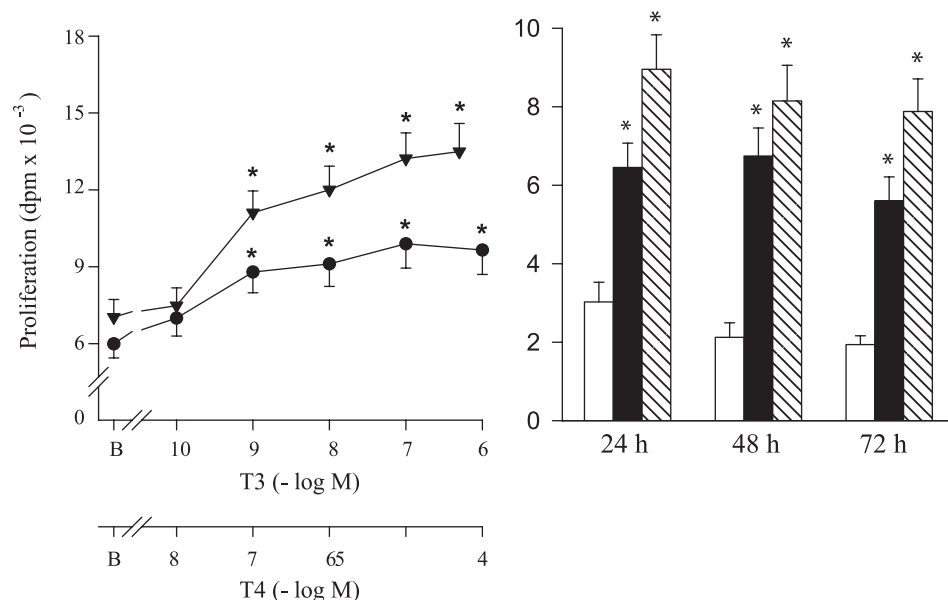 Proliferation (dpm x 10 -3 )
18
15
12
9
6
0
* * * *
* * * *
B 10 9 8 7 6
T3 (- log M)
B 8 7 65 4
T4 (- log M)
10
8
6
4
2
0
* * *
* * *
24 h 48 h 72 h